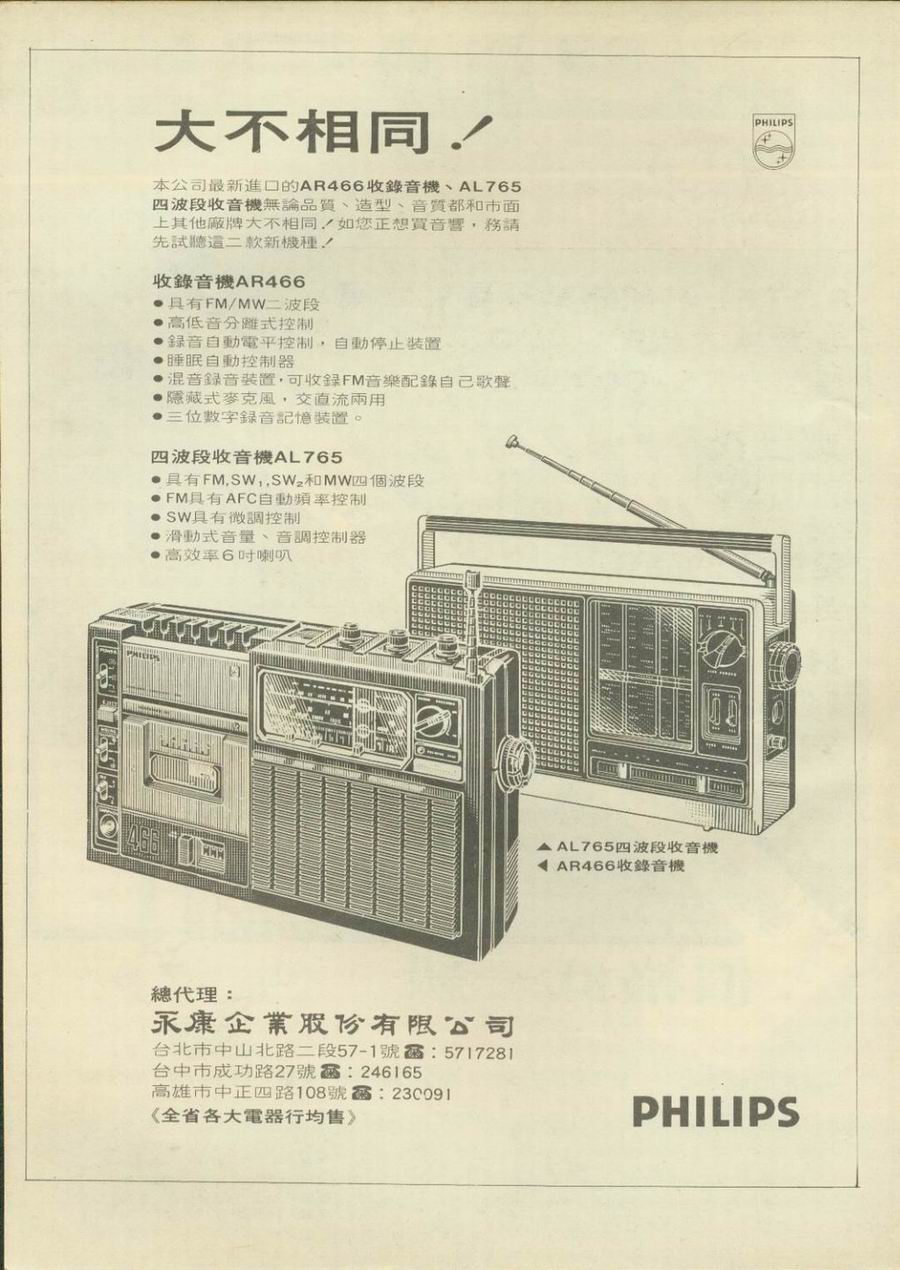 大不相同！
PHILIPS
本公司最新進口的AR466收錄音機、AL765
四波段收音機無論品質、造型、音質都和市面
上其他廠牌大不相同！如您正想買音響，務請
先試聽這二款新機種！
收錄音機AR466
●具有FM/MW二波段
●高低音分離式控制
●錄音自動電平控制，自動停止裝置
●睡眠自動控制器
●混音錄音裝置，可收録FM音樂配錄自己歌聲
●隱藏式麥克風，交直流兩用
●三位數字録音記憶裝置。
四波段收音機AL765
●具有FM,SW₁,SW₂和MW四個波段
●FM具有AFC自動頻率控制
●SW具有微調控制
●滑動式音量、音調控制器
●高效率6吋喇叭
PHILIPS
466
▲AL765四波段收音機
◀AR466收錄音機
總代理：
永康企業股份有限公司
台北市中山北路二段57-1號☎：5717281
台中市成功路27號☎：246165
高雄市中正四路108號☎：230091
《全省各大電器行均售》
PHILIPS